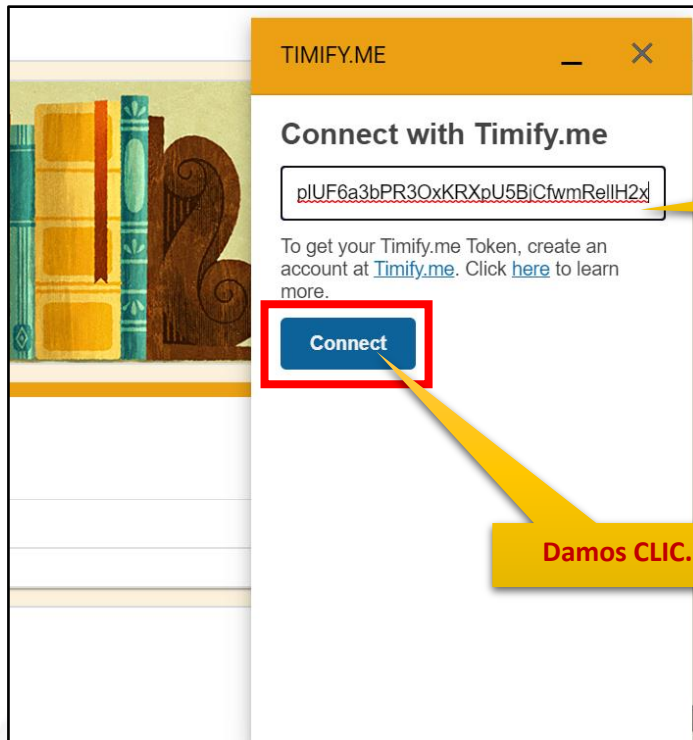 TIMIFY.ME
Connect with Timify.me
plUF6a3bPR3OxKRXpU5BjCfwmRellH2x
To get your Timify.me Token, create an
account at Timify.me. Click here to learn
more.
Connect
Damos CLIC.